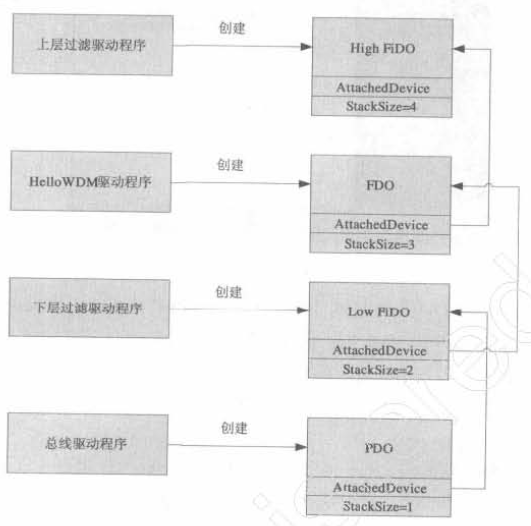 上层过滤驱动程序
创建
High FiDO
AttachedDevice
StackSize=4
HelloWDM驱动程序
创建
FDO
AttachedDevice
StackSize=3
下层过滤驱动程序
创建
Low FiDO
AttachedDevice
StackSize=2
总线驱动程序
创建
PDO
AttachedDevice
StackSize=1